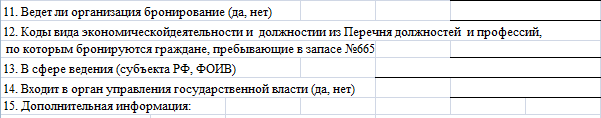 11. Ведет ли организация бронирование (да, нет)
12. Коды вида экономическойдеятельности и должностии из Перечня должностей и профессий,
по которым бронируются граждане, пребывающие в запасе №665
13. В сфере ведения (субъекта РФ, ФОИВ)
14. Входит в орган управления государственной власти (да, нет)
15. Дополнительная информация: